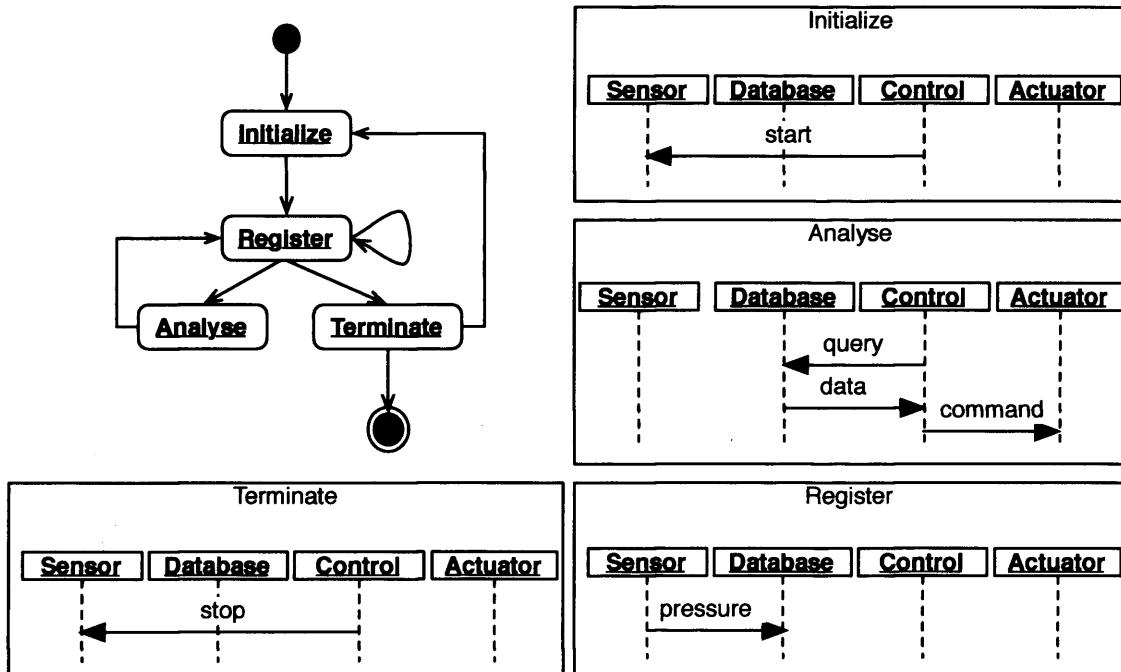 Initialize
Register
Analyse
Terminate
Initialize
Sensor Database Control Actuator
start
Analyse
Sensor Database Control Actuator
query
data
command
Terminate
Sensor Database Control Actuator
stop
Register
Sensor Database Control Actuator
pressure